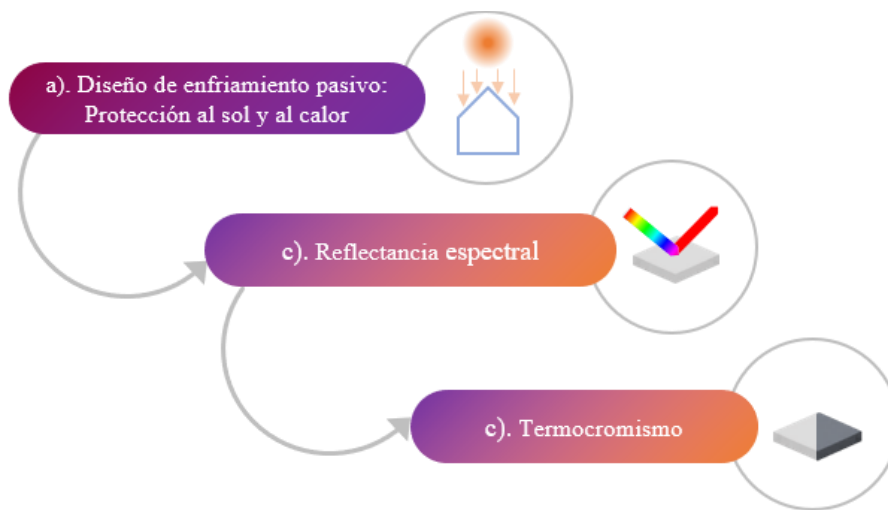 a). Diseño de enfriamiento pasivo:
Protección al sol y al calor
c). Reflectancia espectral
c). Termocromismo